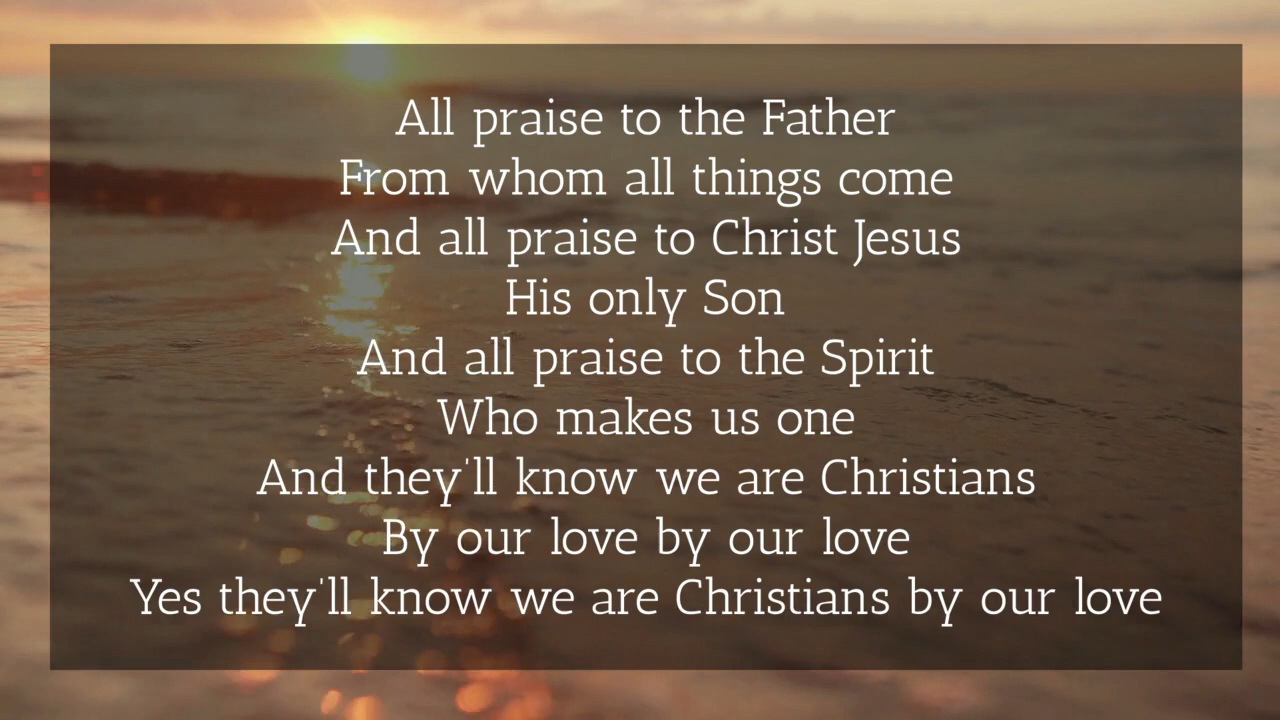 All praise to the Father
From whom all things come
And all praise to Christ Jesus
His only Son
And all praise to the Spirit
Who makes us one
And they'll know we are Christians
By our love by our love
Yes they'll know we are Christians by our love